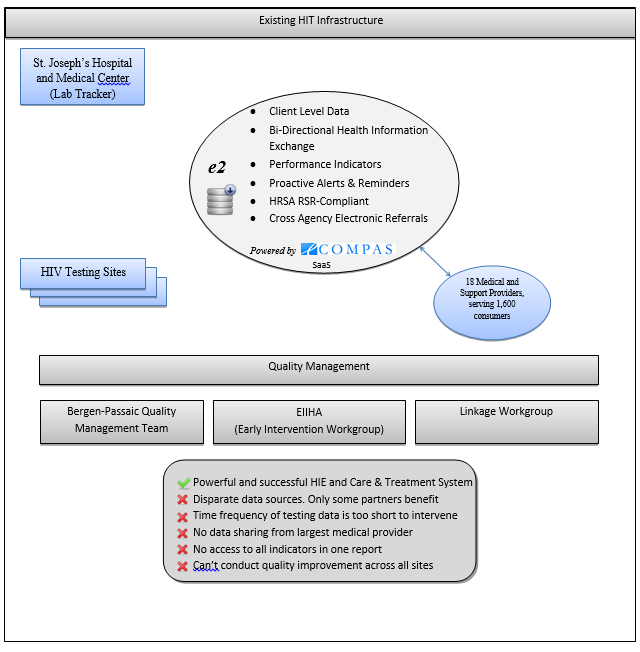 Existing HIT Infrastructure
St. Joseph's Hospital
and Medical Center
(Lab Tracker)
Client Level Data
Bi-Directional Health Information
Exchange
Performance Indicators
Proactive Alerts & Reminders
HRSA RSR-Compliant
Cross Agency Electronic Referrals
e2
Powered by COMPAS
SaaS
HIV Testing Sites
18 Medical and
Support Providers,
serving 1,600
consumers
Quality Management
Bergen-Passaic Quality
Management Team
EIIHA
(Early Intervention Workgroup)
Linkage Workgroup
Powerful and successful HIE and Care & Treatment System
Disparate data sources. Only some partners benefit
Time frequency of testing data is too short to intervene
No data sharing from largest medical provider
No access to all indicators in one report
Can't conduct quality improvement across all sites